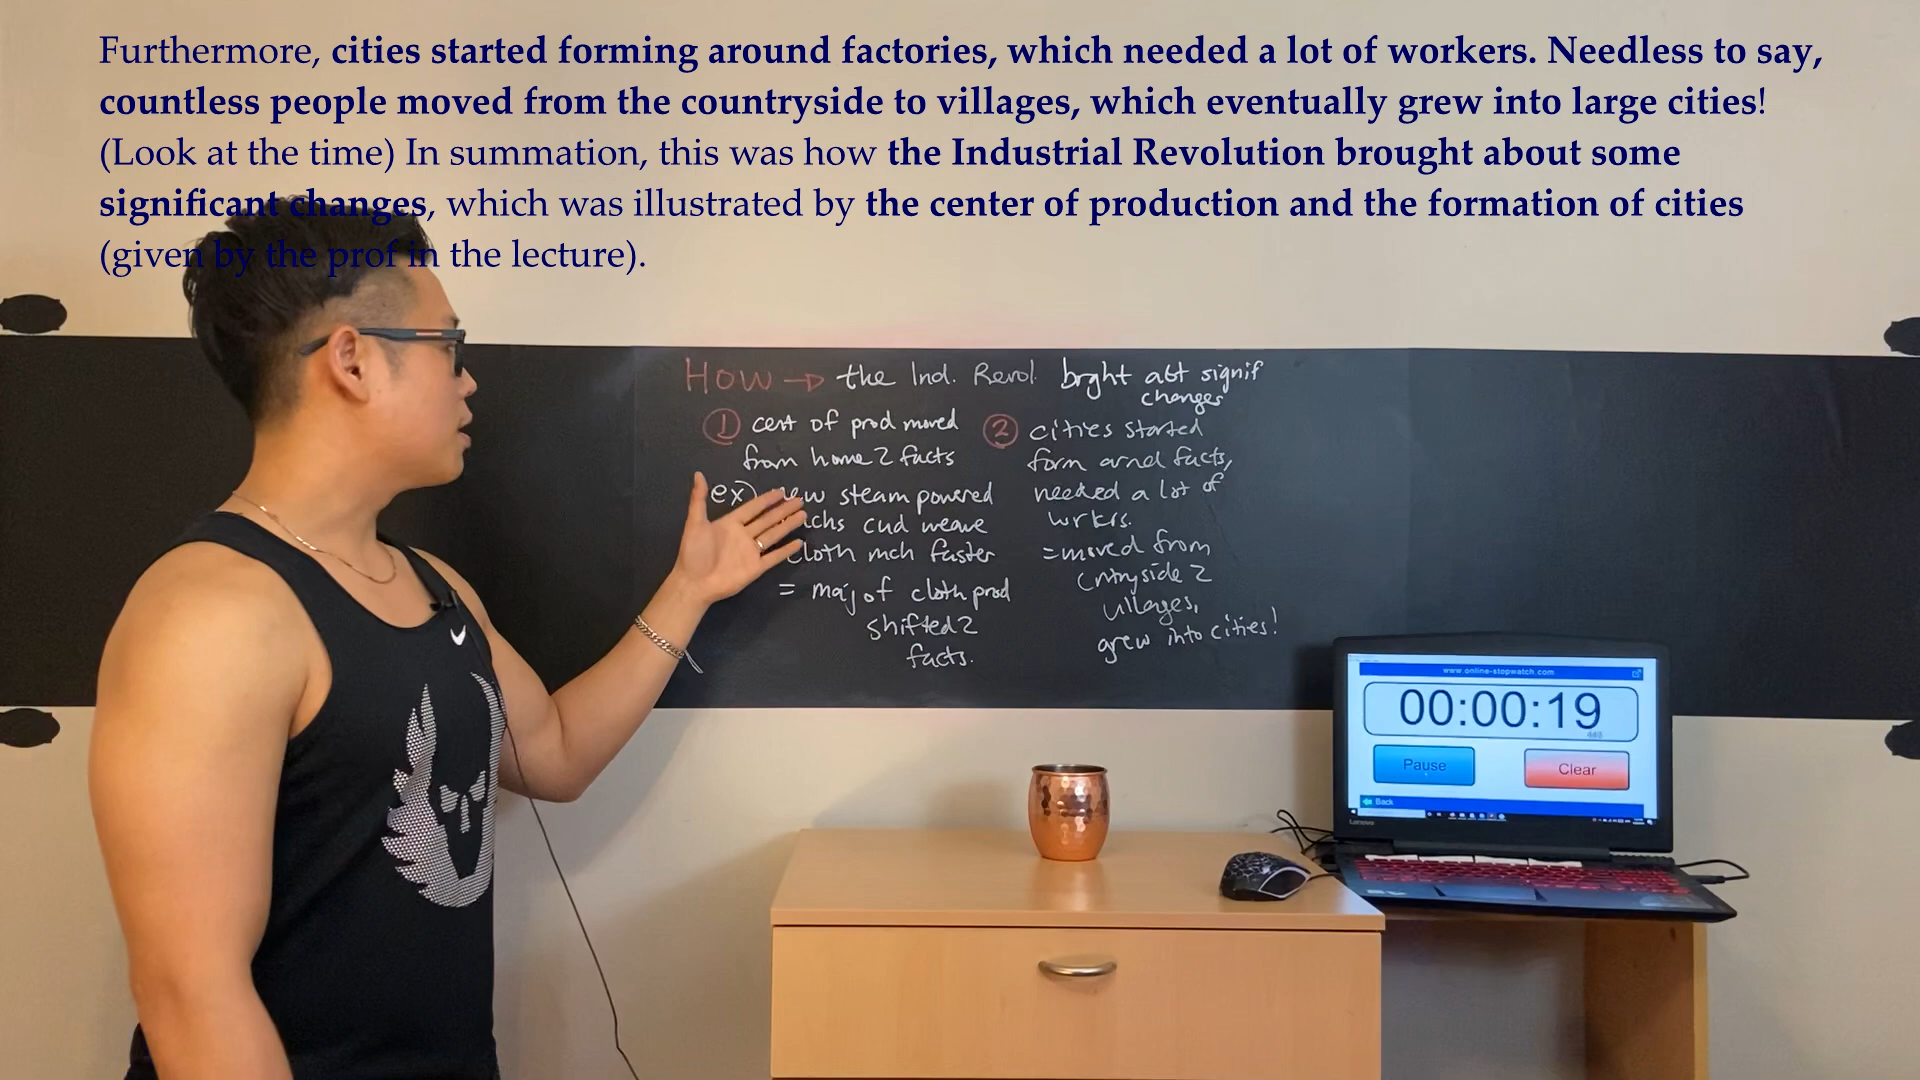 Furthermore, cities started forming around factories, which needed a lot of workers. Needless to say,
countless people moved from the countryside to villages, which eventually grew into large cities!
(Look at the time) In summation, this was how the Industrial Revolution brought about some
significant changes, which was illustrated by the center of production and the formation of cities
(given by the prof in the lecture).
How → the Ind. Revol. brght abt signif
changes
1 cent of prod moved
from home 2 facts
ex) new steam powered
chs cud weave
cloth mch faster
= maj of cloth prod
shifted 2
facts.
2 cities started
form arnd facts,
needed a lot of
wrkrs.
= moved from
cntryside 2
villages,
grew into cities!
www.online-stopwatch.com
00:00:19
Pause
Clear
Back
Lenovo